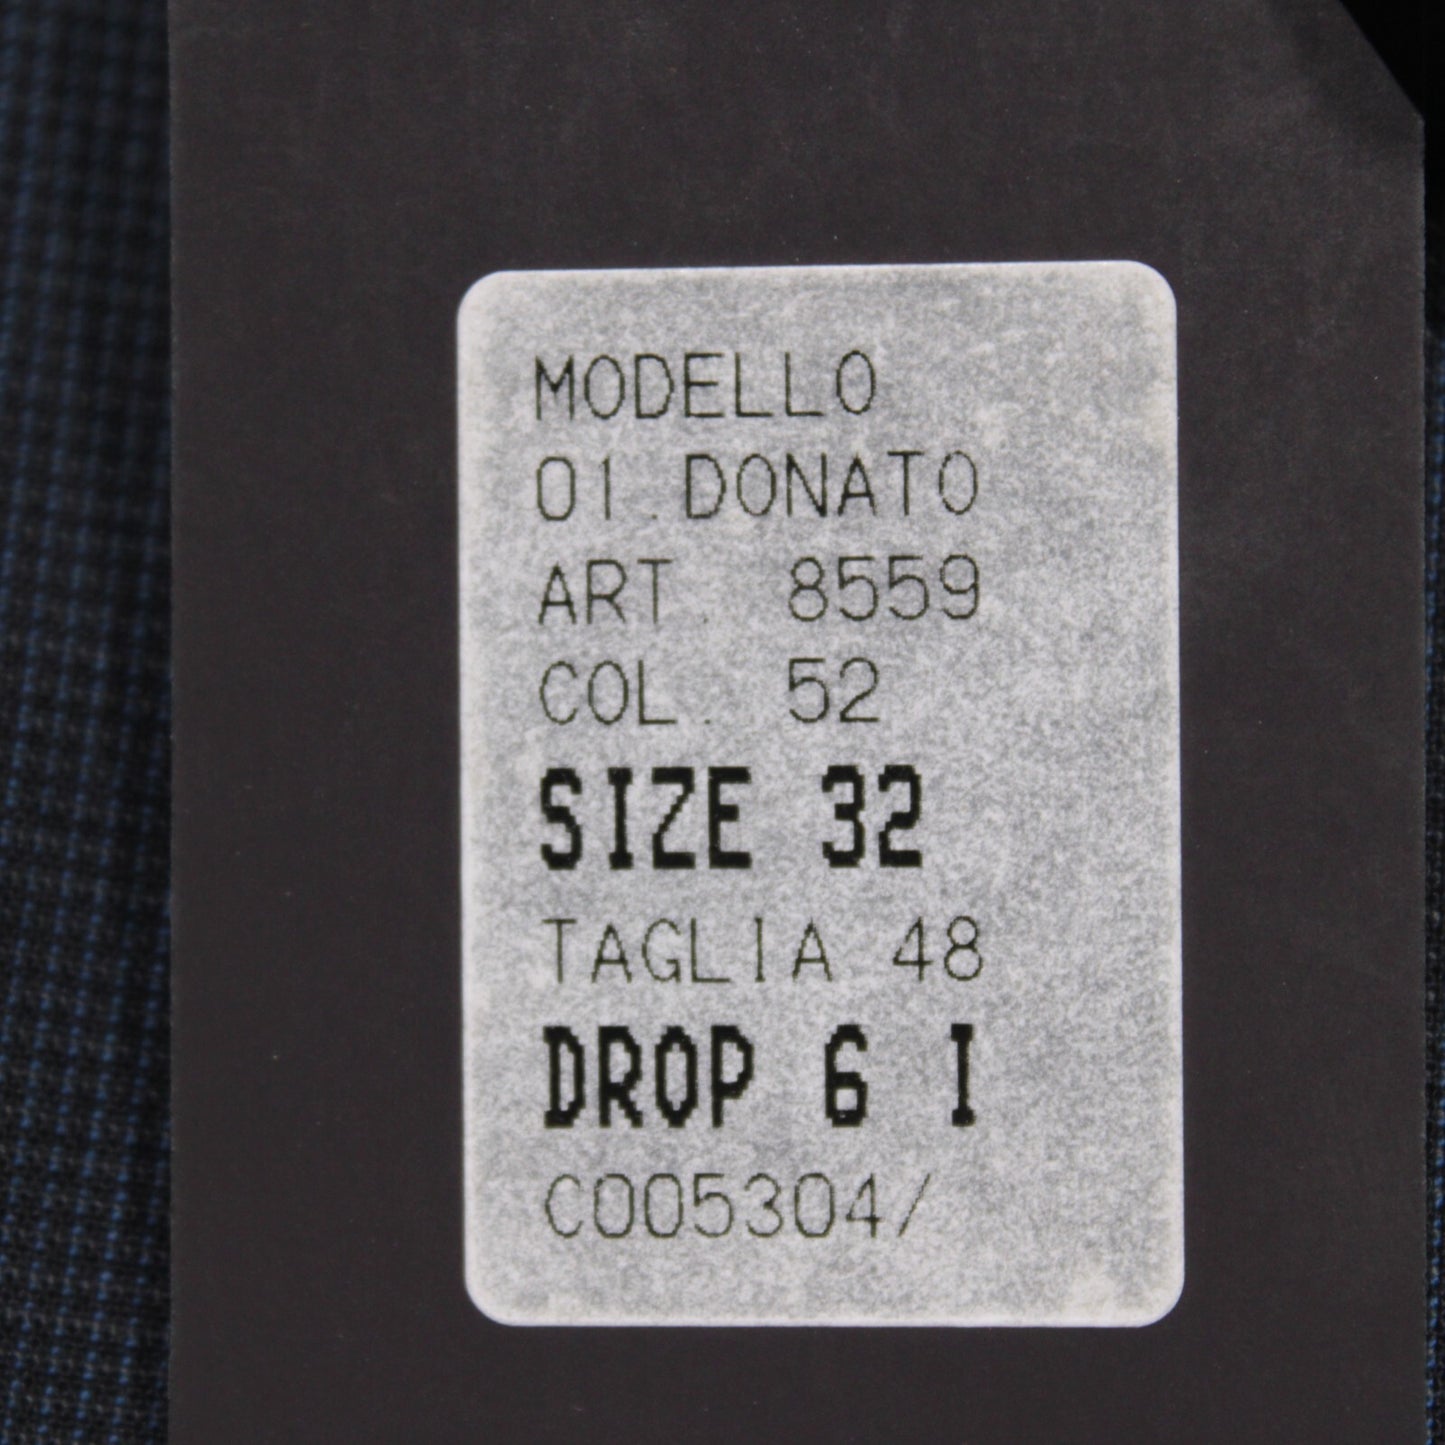 MODELLO
01.DONATO
ART. 8559
COL. 52
SIZE 32
TAGLIA 48
DROP 6 I
C005304/